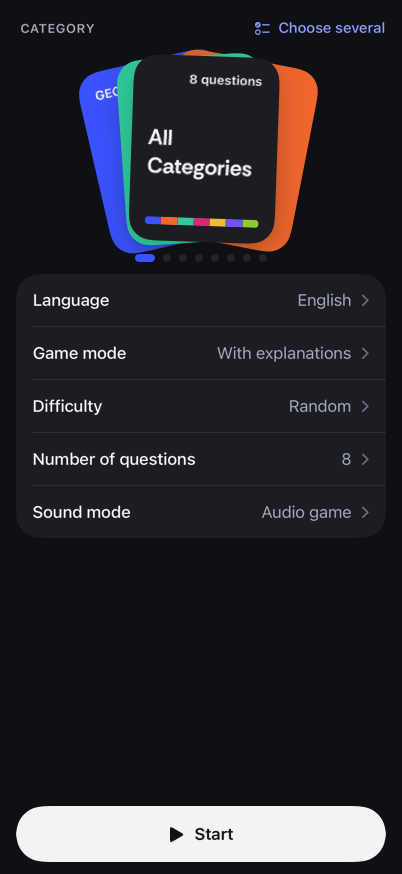 CATEGORY
Choose several
8 questions
All
Categories
Language
English
Game mode
With explanations
Difficulty
Random
Number of questions
8
Sound mode
Audio game
Start